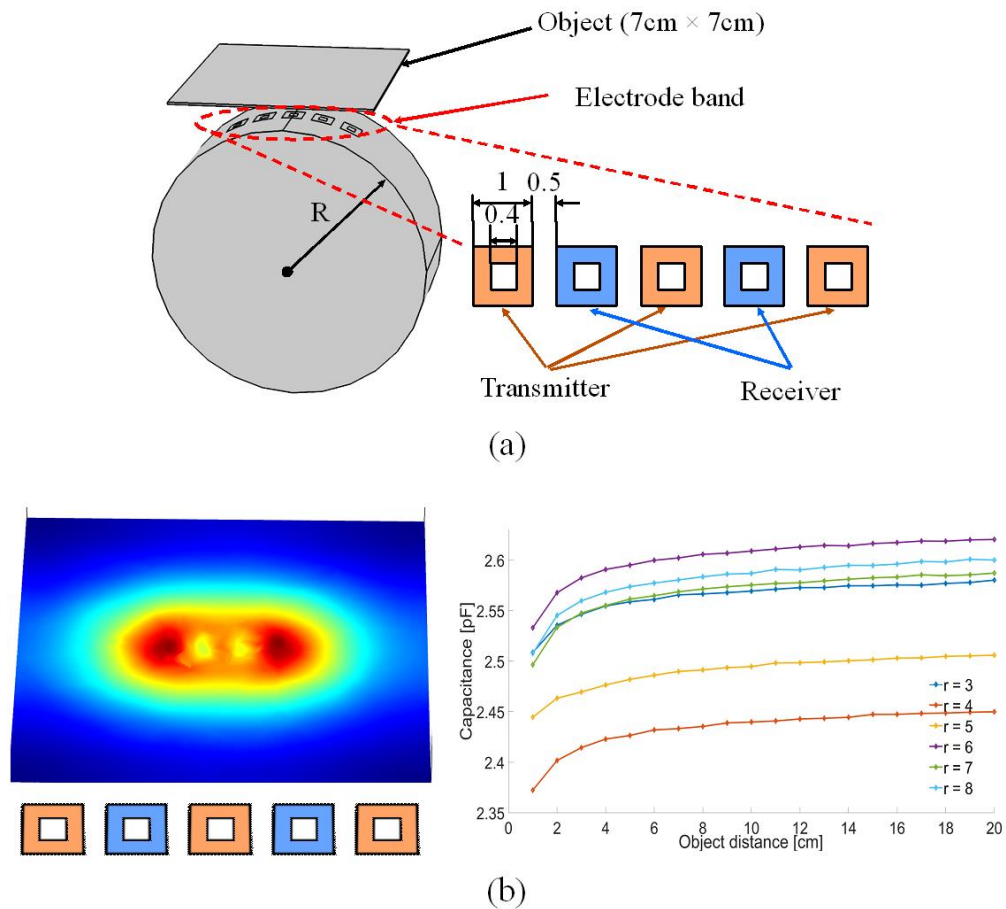 Object (7cm × 7cm)
Electrode band
R
1
0.5
0.4
Transmitter
Receiver
(a)
Capacitance [pF]
2.6
2.55
2.5
2.45
2.4
2.35
r = 3
r = 4
r = 5
r = 6
r = 7
r = 8
0 2 4 6 8 10 12 14 16 18 20
Object distance [cm]
(b)